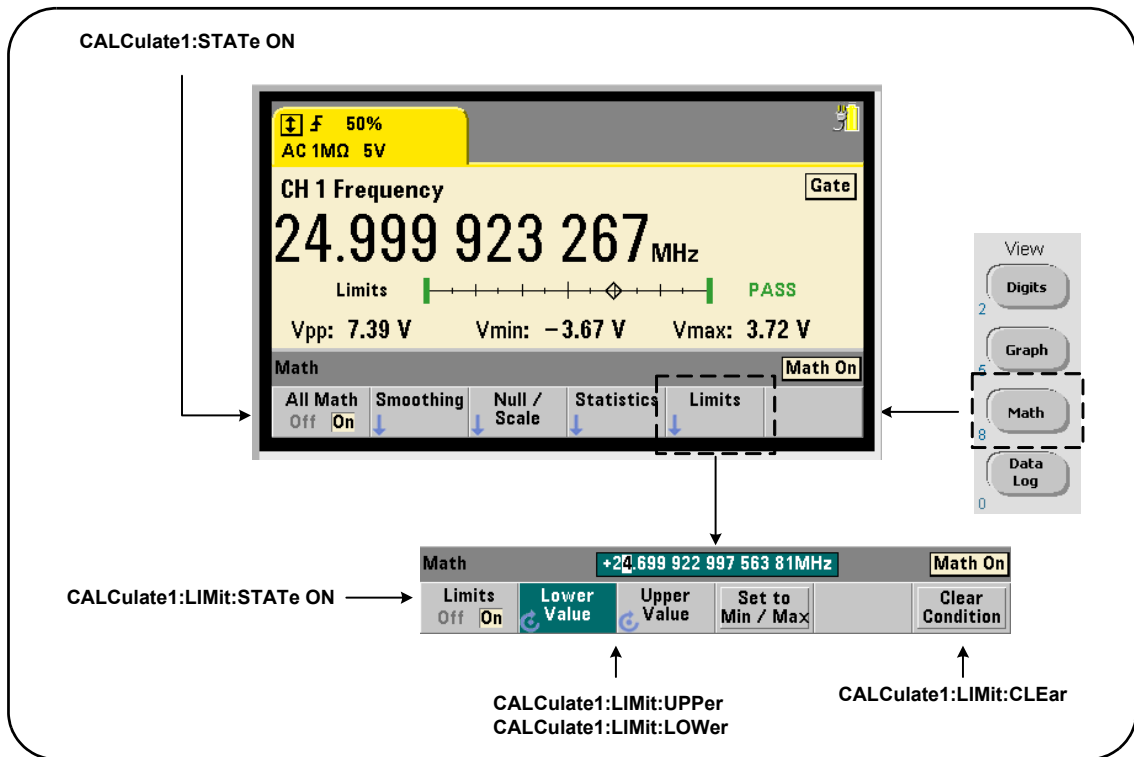 CALCulate1:STATe ON
50%
AC 1MΩ 5V
CH 1 Frequency
Gate
24.999 923 267 MHz
Limits PASS
Vpp: 7.39 V Vmin: −3.67 V Vmax: 3.72 V
Math Math On
All Math Smoothing Null / Statistics Limits
Off On Scale
View
Digits
2
Graph
5
Math
8
Data
Log
0
Math +24.699 922 997 563 81MHz Math On
CALCulate1:LIMit:STATe ON
Limits Lower Upper Set to Clear
Off On Value Value Min / Max Condition
CALCulate1:LIMit:UPPer
CALCulate1:LIMit:LOWer
CALCulate1:LIMit:CLEar